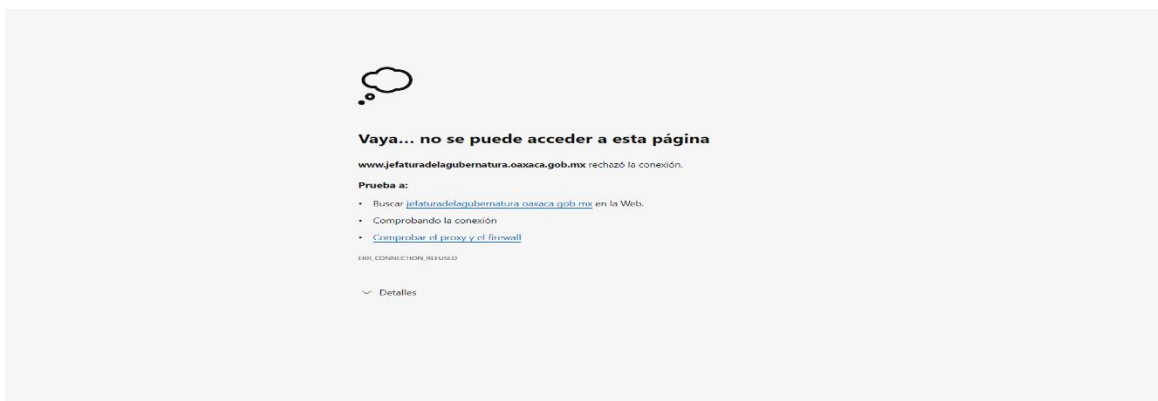 Vaya... no se puede acceder a esta página
www.jefaturadelagubernatura.oaxaca.gob.mx rechazó la conexión.
Prueba a:
• Buscar jefaturadelagubernatura oaxaca gob mx en la Web.
• Comprobando la conexión
• Comprobar el proxy y el firewall
ERR_CONNECTION_REFUSED
Detalles